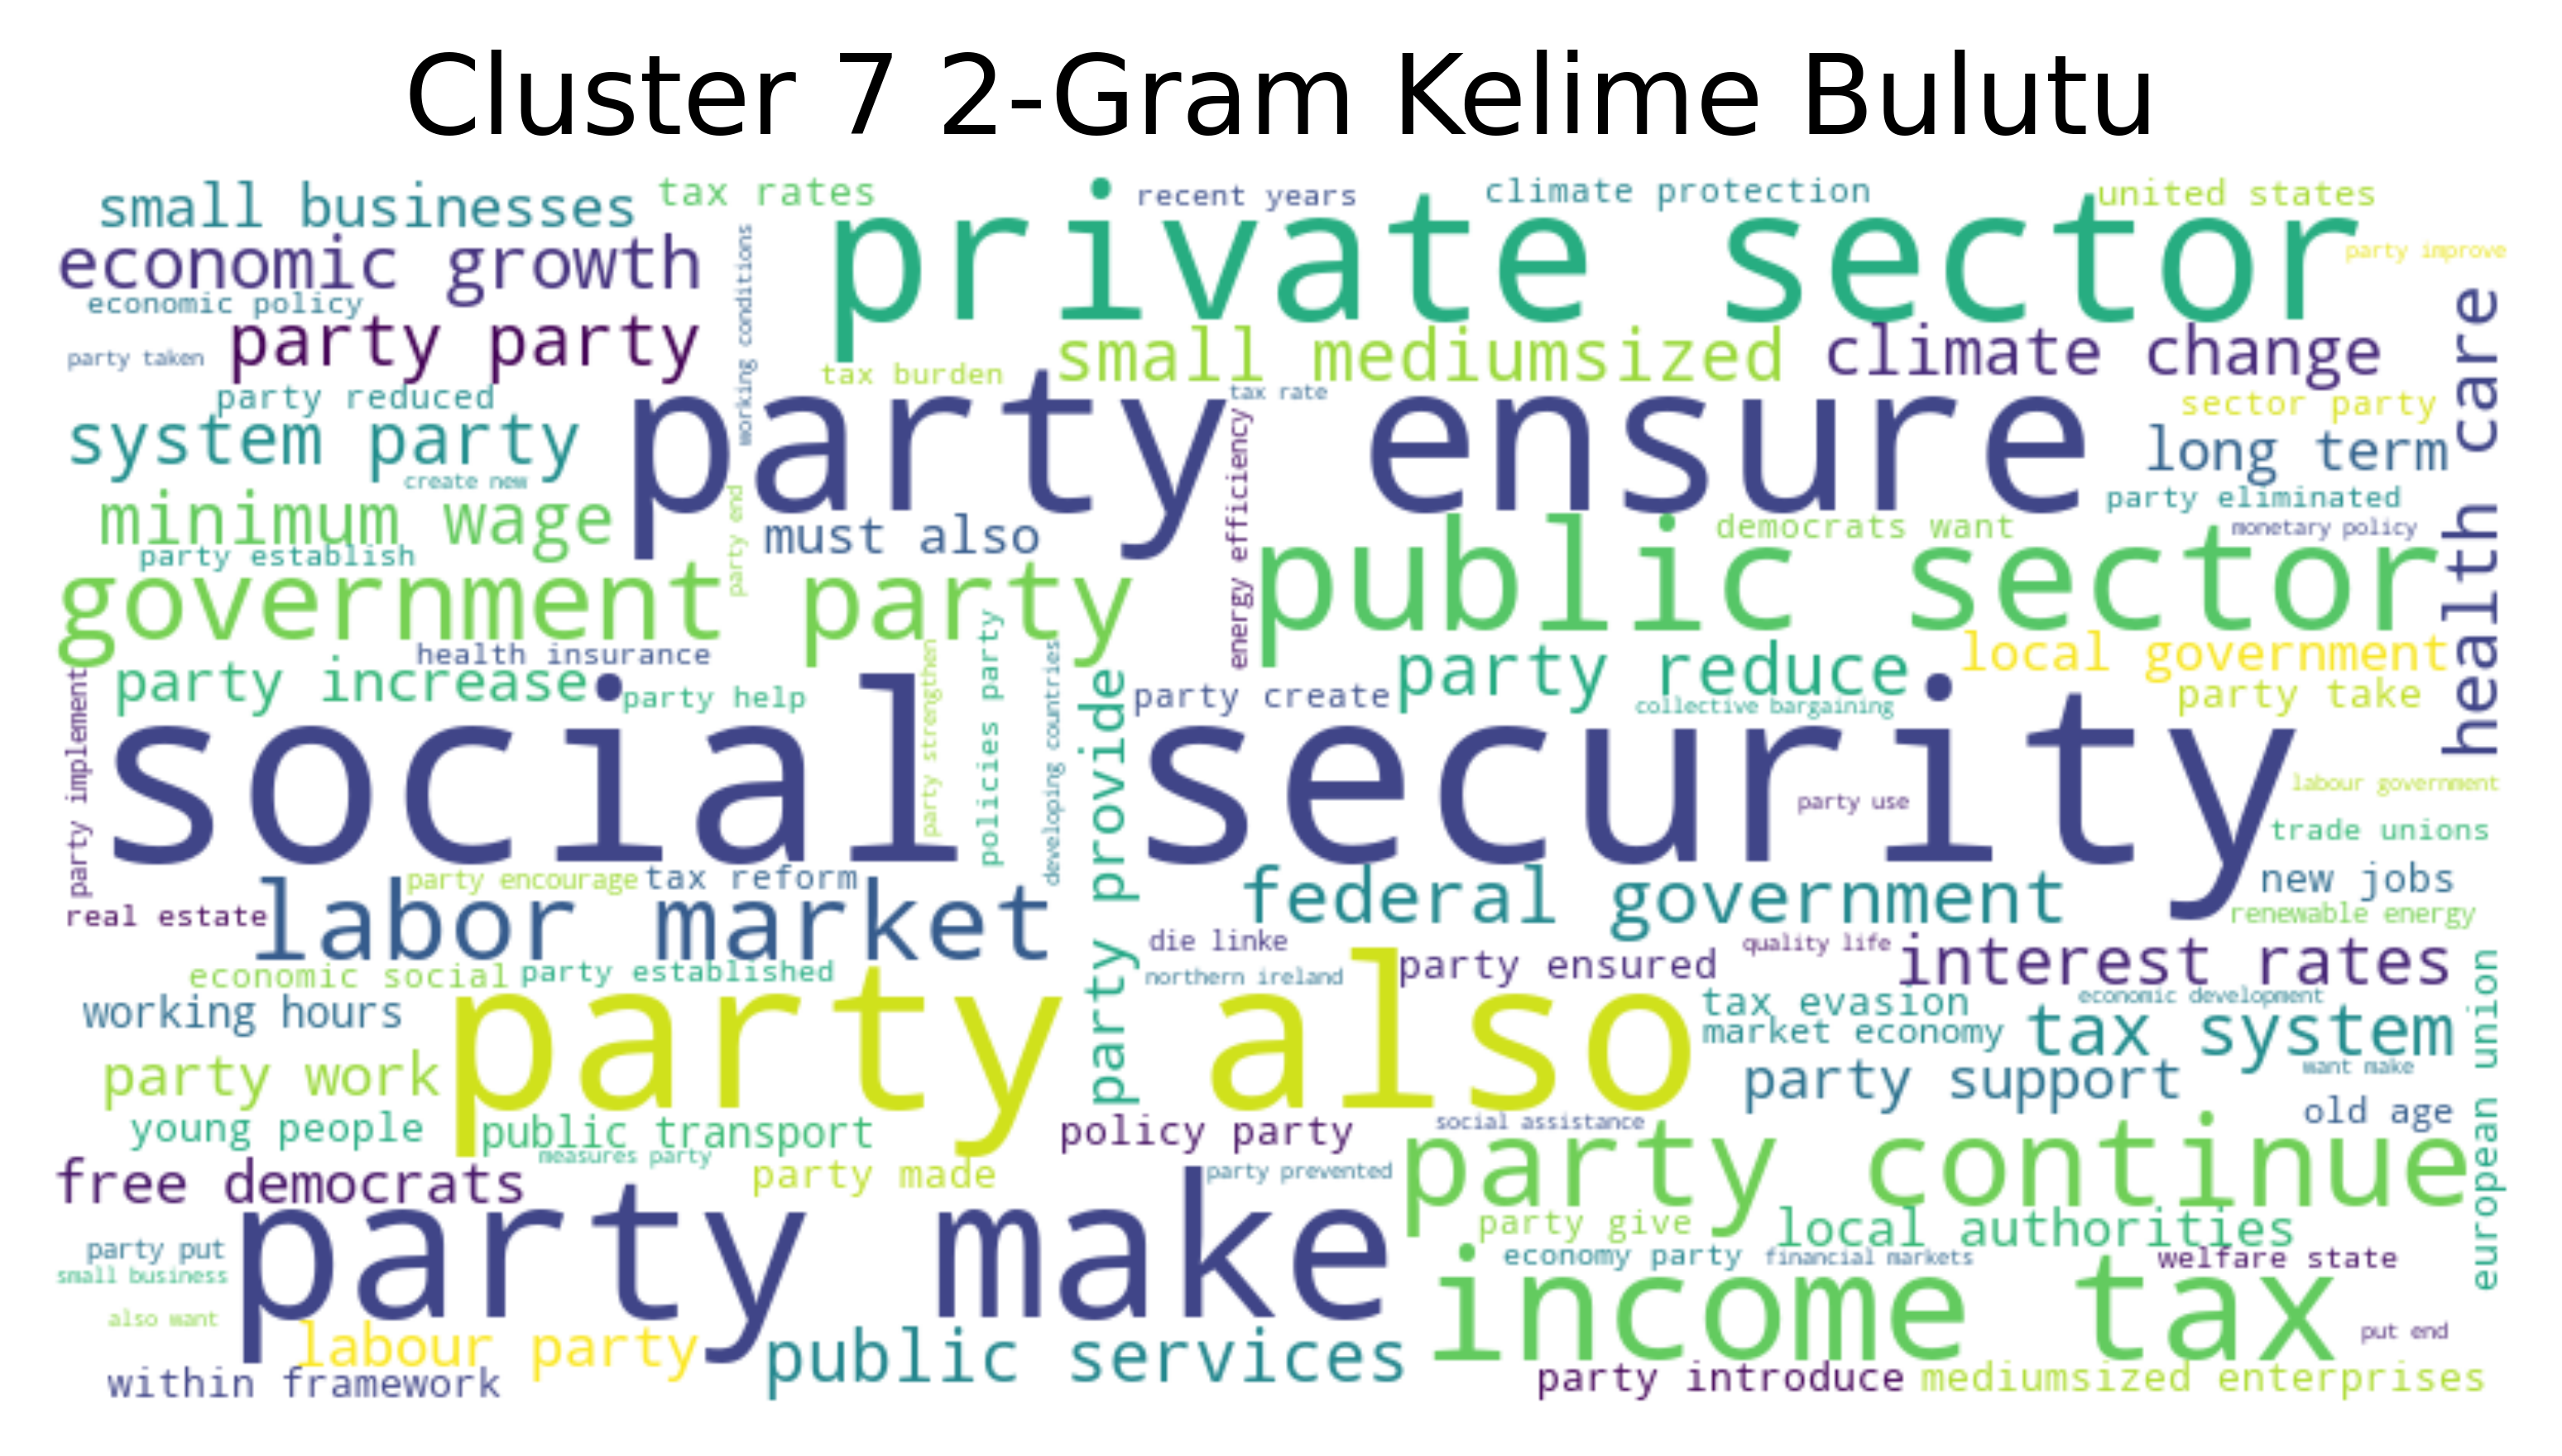 Cluster 7 2-Gram Kelime Bulutu
small businesses
tax rates
recent years
climate protection
united states
private sector
economic growth
party improve
economic policy
working conditions
party party
small mediumsized
climate change
health care
party taken
tax burden
tax rate
party reduced
party ensure
sector party
system party
long term
create new
energy efficiency
minimum wage
party end
must also
democrats want
party eliminated
monetary policy
party establish
government party
public sector
health insurance
party increase
party help
party strengthen
policies party
developing countries
party provide
party create
party reduce
collective bargaining
local government
party take
party implement
social security
party use
labour government
trade unions
party encourage
tax reform
federal government
new jobs
real estate
labor market
renewable energy
die linke
party ensured
quality life
interest rates
economic social
party established
northern ireland
european union
working hours
party also
tax evasion
economic development
market economy
tax system
party work
party support
want make
young people
public transport
policy party
social assistance
old age
measures party
party continue
free democrats
party made
party prevented
party make
party give
local authorities
party put
economy party
financial markets
welfare state
small business
income tax
also want
put end
labour party
public services
within framework
party introduce
mediumsized enterprises